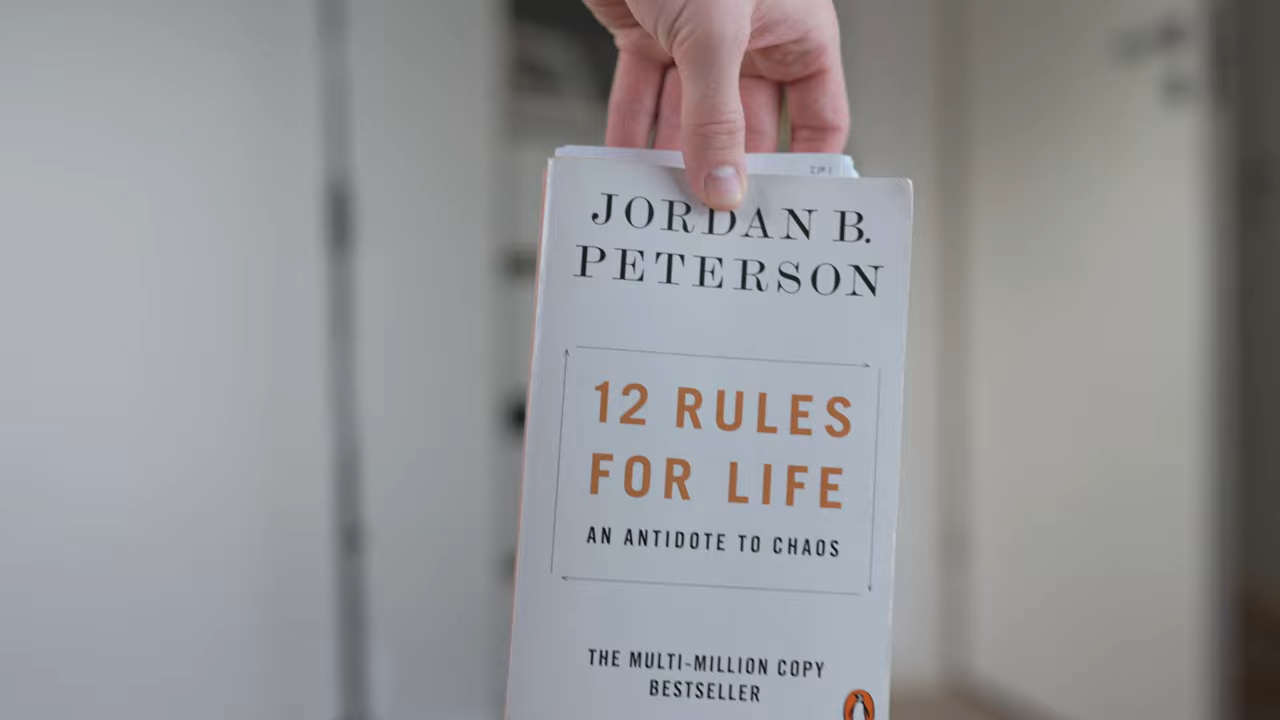 JORDAN B.
PETERSON
12 RULES
FOR LIFE
AN ANTIDOTE TO CHAOS
THE MULTI-MILLION COPY
BESTSELLER